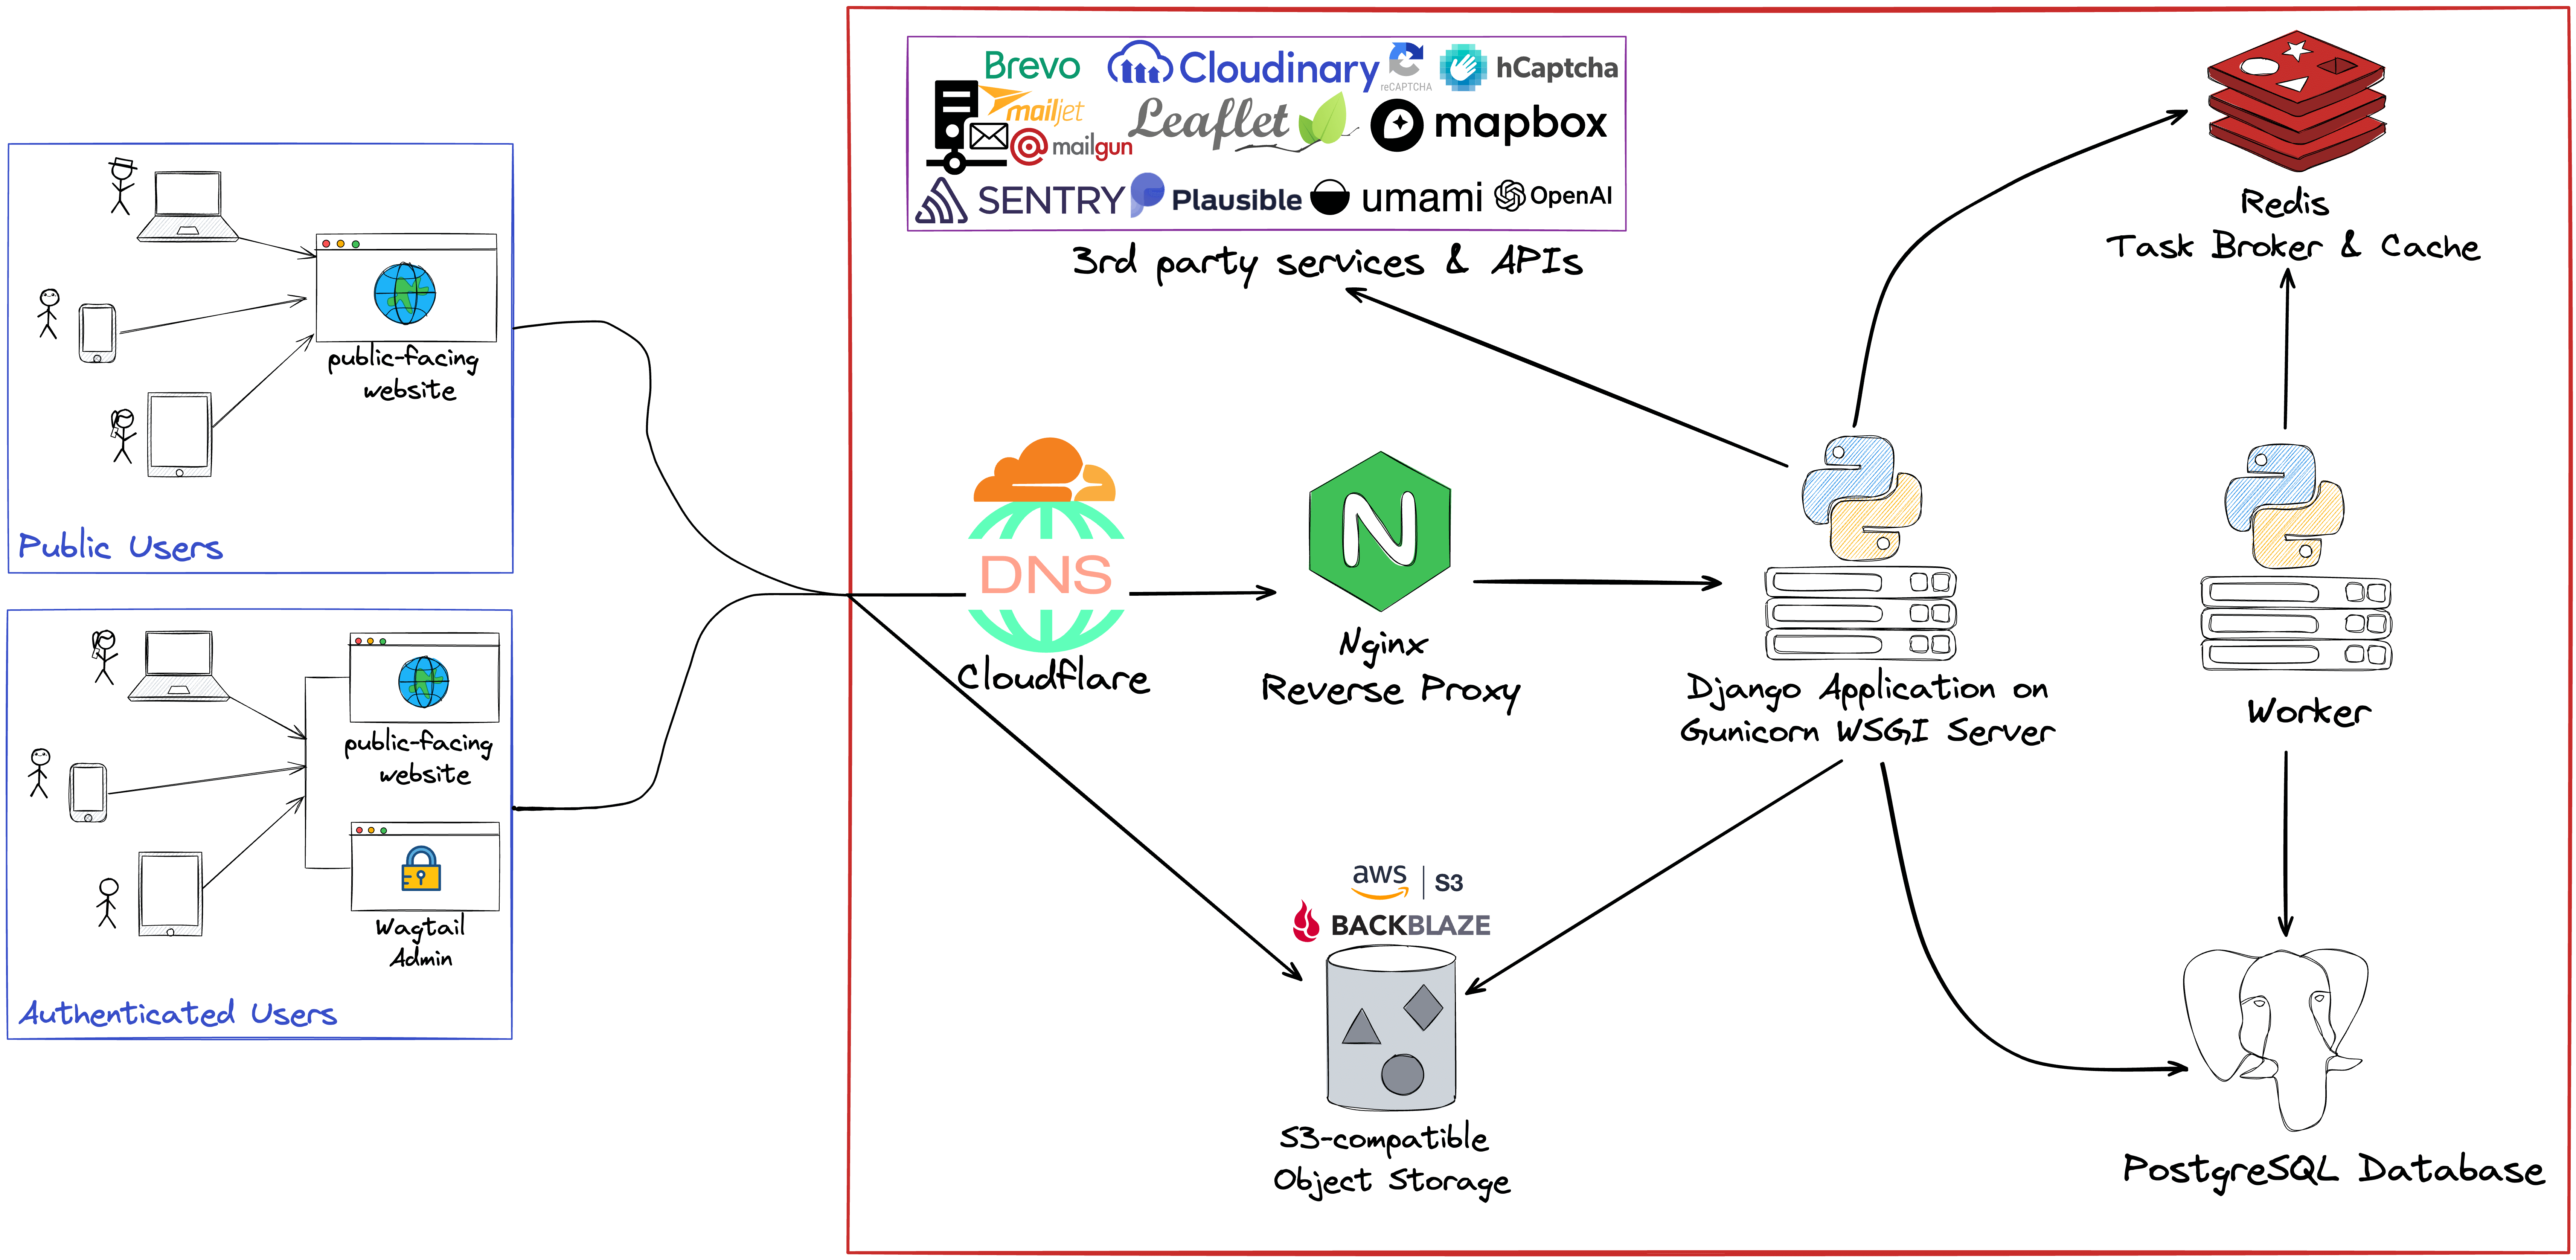 public-facing
website
Public Users
public-facing
website
Wagtail
Admin
Authenticated Users
Brevo
Cloudinary
reCAPTCHA
hCaptcha
mailjet
Leaflet
mapbox
mailgun
SENTRY
Plausible
umami
OpenAI
3rd party services & APIs
Redis
Task Broker & Cache
DNS
Cloudflare
N
Nginx
Reverse Proxy
Django Application on
Gunicorn WSGI Server
Worker
aws
S3
BACKBLAZE
S3-compatible
Object Storage
PostgreSQL Database